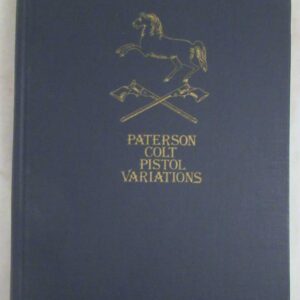 PATERSON
COLT
PISTOL
VARIATIONS